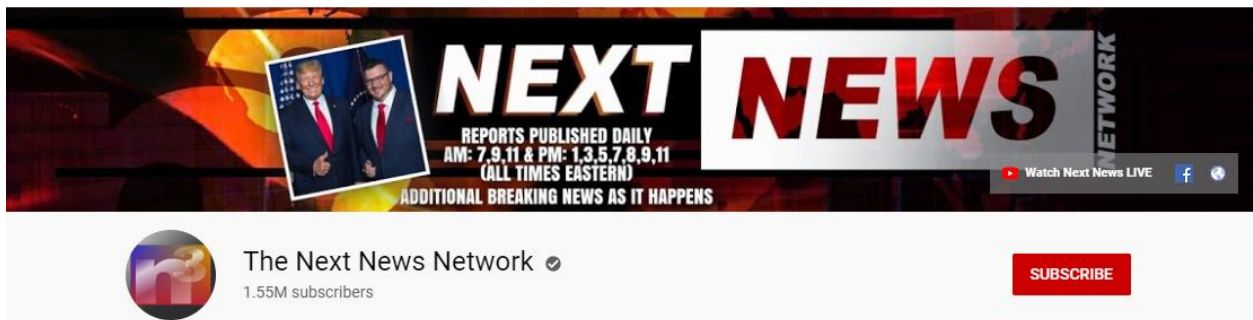 NEXT
NEWS
NETWORK
REPORTS PUBLISHED DAILY
AM: 7,9,11 & PM: 1,3,5,7,8,9,11
(ALL TIMES EASTERN)
ADDITIONAL BREAKING NEWS AS IT HAPPENS
Watch Next News LIVE
f
n3
The Next News Network
1.55M subscribers
SUBSCRIBE